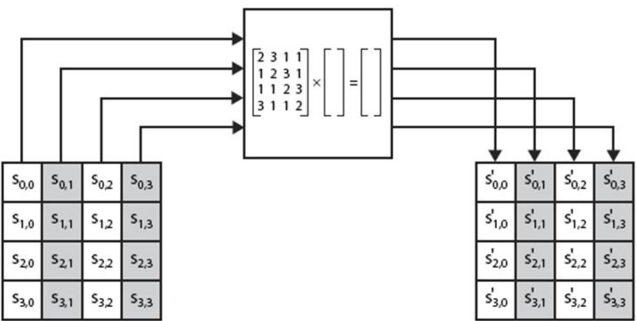 2 3 1 1
1 2 3 1
1 1 2 3
3 1 1 2
× =
S0,0 S0,1 S0,2 S0,3
S1,0 S1,1 S1,2 S1,3
S2,0 S2,1 S2,2 S2,3
S3,0 S3,1 S3,2 S3,3
S'0,0 S'0,1 S'0,2 S'0,3
S'1,0 S'1,1 S'1,2 S'1,3
S'2,0 S'2,1 S'2,2 S'2,3
S'3,0 S'3,1 S'3,2 S'3,3